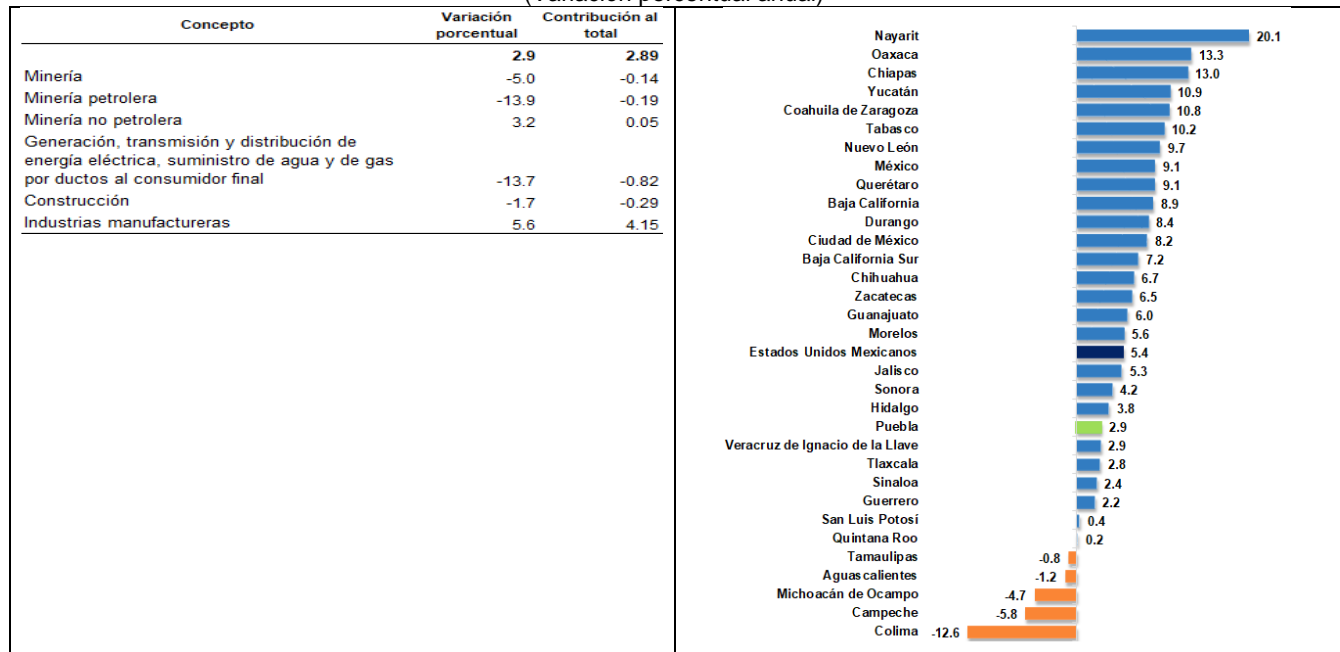 (Variación porcentual anual)
Concepto Variación porcentual Contribución al total
2.9 2.89
Minería -5.0 -0.14
Minería petrolera -13.9 -0.19
Minería no petrolera 3.2 0.05
Generación, transmisión y distribución de
energía eléctrica, suministro de agua y de gas
por ductos al consumidor final -13.7 -0.82
Construcción -1.7 -0.29
Industrias manufactureras 5.6 4.15
Nayarit 20.1
Oaxaca 13.3
Chiapas 13.0
Yucatán 10.9
Coahuila de Zaragoza 10.8
Tabasco 10.2
Nuevo León 9.7
México 9.1
Querétaro 9.1
Baja California 8.9
Durango 8.4
Ciudad de México 8.2
Baja California Sur 7.2
Chihuahua 6.7
Zacatecas 6.5
Guanajuato 6.0
Morelos 5.6
Estados Unidos Mexicanos 5.4
Jalisco 5.3
Sonora 4.2
Hidalgo 3.8
Puebla 2.9
Veracruz de Ignacio de la Llave 2.9
Tlaxcala 2.8
Sinaloa 2.4
Guerrero 2.2
San Luis Potosí 0.4
Quintana Roo 0.2
Tamaulipas -0.8
Aguascalientes -1.2
Michoacán de Ocampo -4.7
Campeche -5.8
Colima -12.6